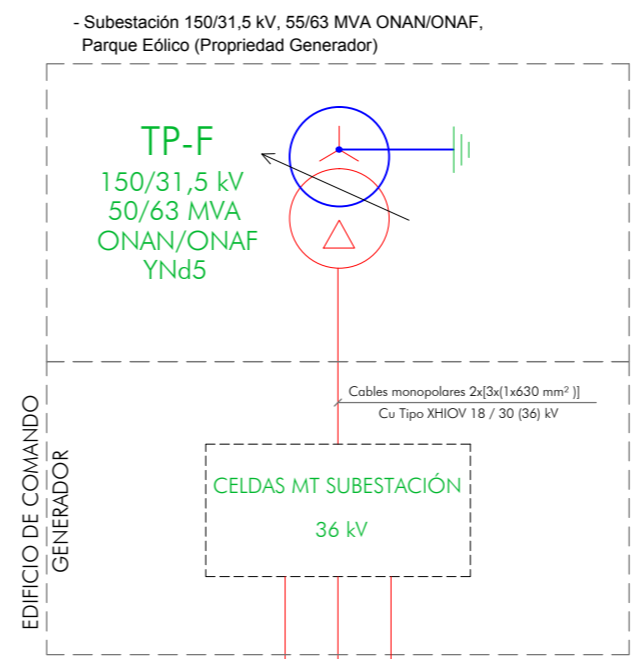 - Subestación 150/31,5 kV, 55/63 MVA ONAN/ONAF,
Parque Eólico (Propriedad Generador)
TP-F
150/31,5 kV
50/63 MVA
ONAN/ONAF
YNd5
Cables monopolares 2x[3x(1x630 mm² )]
Cu Tipo XHIOV 18 / 30 (36) kV
EDIFICIO DE COMANDO
GENERADOR
CELDAS MT SUBESTACIÓN
36 kV